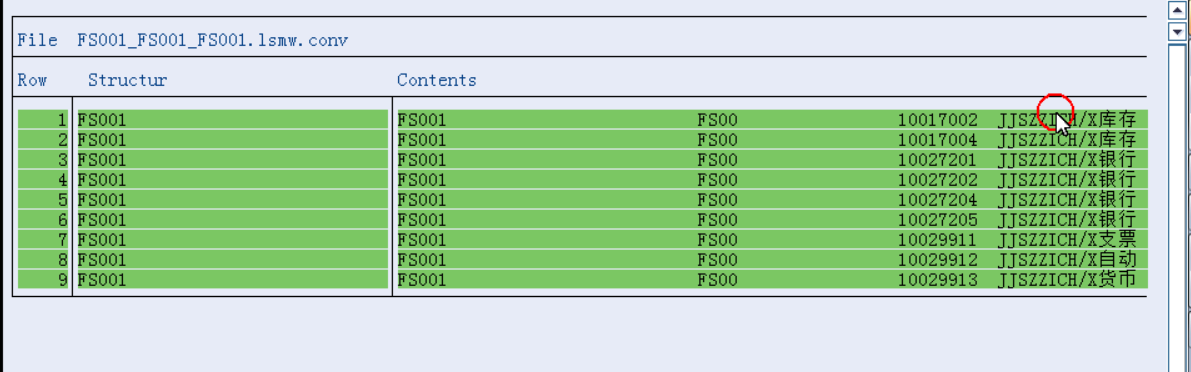 File FS001_FS001_FS001.lsmw.conv
Row Structur Contents
1 FS001 FS001 FS00 10017002 JJSZZICH/X库存
2 FS001 FS001 FS00 10017004 JJSZZICH/X库存
3 FS001 FS001 FS00 10027201 JJSZZICH/X银行
4 FS001 FS001 FS00 10027202 JJSZZICH/X银行
5 FS001 FS001 FS00 10027204 JJSZZICH/X银行
6 FS001 FS001 FS00 10027205 JJSZZICH/X银行
7 FS001 FS001 FS00 10029911 JJSZZICH/X支票
8 FS001 FS001 FS00 10029912 JJSZZICH/X自动
9 FS001 FS001 FS00 10029913 JJSZZICH/X货币